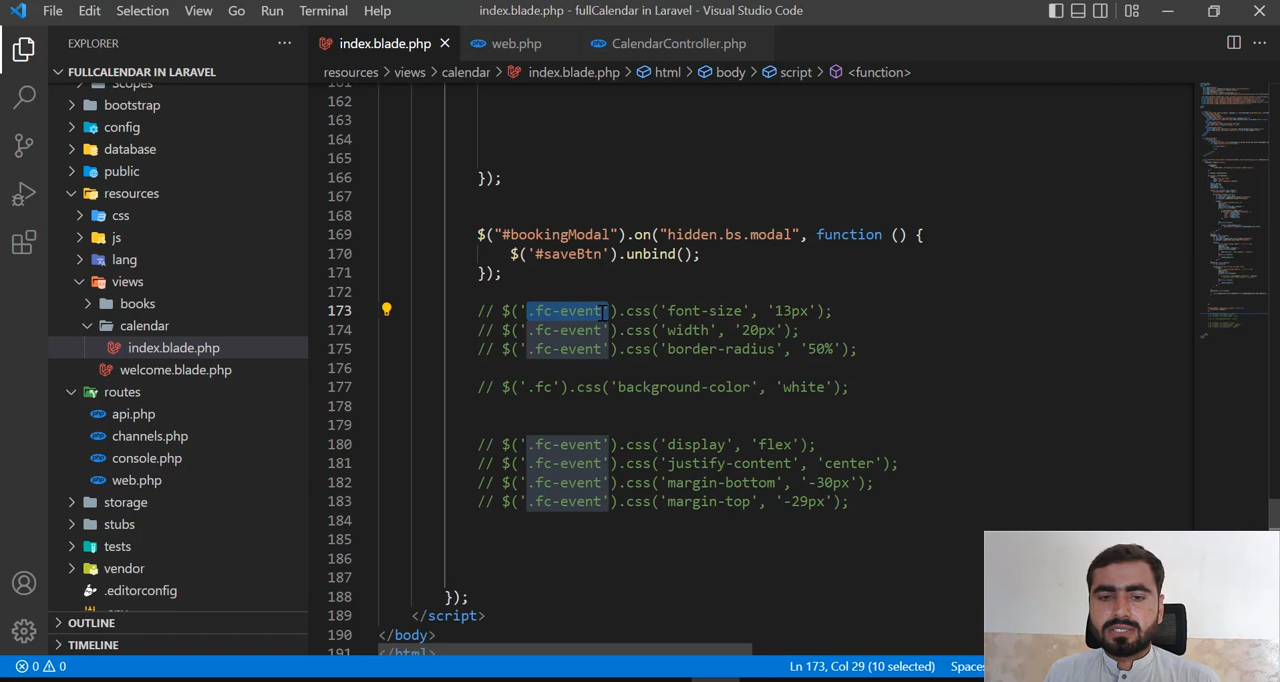 File Edit Selection View Go Run Terminal Help index.blade.php - fullCalendar in Laravel - Visual Studio Code
EXPLORER
index.blade.php web.php CalendarController.php
FULLCALENDAR IN LARAVEL
resources > views > calendar > index.blade.php > html > body > script > <function>
Scopes
bootstrap
config
database
public
resources
css
js
lang
views
books
calendar
index.blade.php
welcome.blade.php
routes
api.php
channels.php
console.php
web.php
storage
stubs
tests
vendor
.editorconfig
OUTLINE
TIMELINE
161
162
163
164
165
166 });
167
168
169 $("#bookingModal").on("hidden.bs.modal", function () {
170 $('#saveBtn').unbind();
171 });
172
173 // $('.fc-event').css('font-size', '13px');
174 // $('.fc-event').css('width', '20px');
175 // $('.fc-event').css('border-radius', '50%');
176
177 // $('.fc').css('background-color', 'white');
178
179
180 // $('.fc-event').css('display', 'flex');
181 // $('.fc-event').css('justify-content', 'center');
182 // $('.fc-event').css('margin-bottom', '-30px');
183 // $('.fc-event').css('margin-top', '-29px');
184
185
186
187
188 });
189 </script>
190 </body>
191 </html>
0 0 Ln 173, Col 29 (10 selected) Spaces